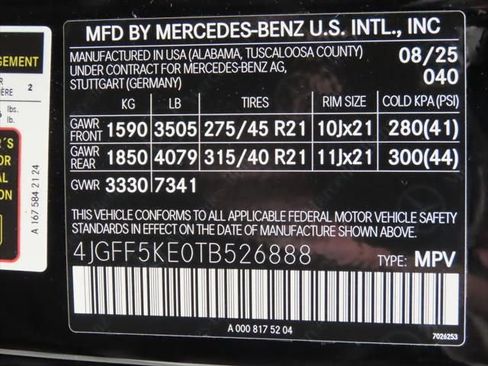 MFD BY MERCEDES-BENZ U.S. INTL., INC
MANUFACTURED IN USA (ALABAMA, TUSCALOOSA COUNTY) 08/25
UNDER CONTRACT FOR MERCEDES-BENZ AG, 040
STUTTGART (GERMANY)
KG LB TIRES RIM SIZE COLD KPA (PSI)
GAWR FRONT 1590 3505 275/45 R21 10Jx21 280(41)
GAWR REAR 1850 4079 315/40 R21 11Jx21 300(44)
GVWR 3330 7341
THIS VEHICLE CONFORMS TO ALL APPLICABLE FEDERAL MOTOR VEHICLE SAFETY
STANDARDS IN EFFECT ON THE DATE OF MANUFACTURE SHOWN ABOVE.
4JGFF5KE0TB526888 TYPE: MPV
A 000 817 52 04
7026253
2
lbs.
lb.
A 167 584 21 24